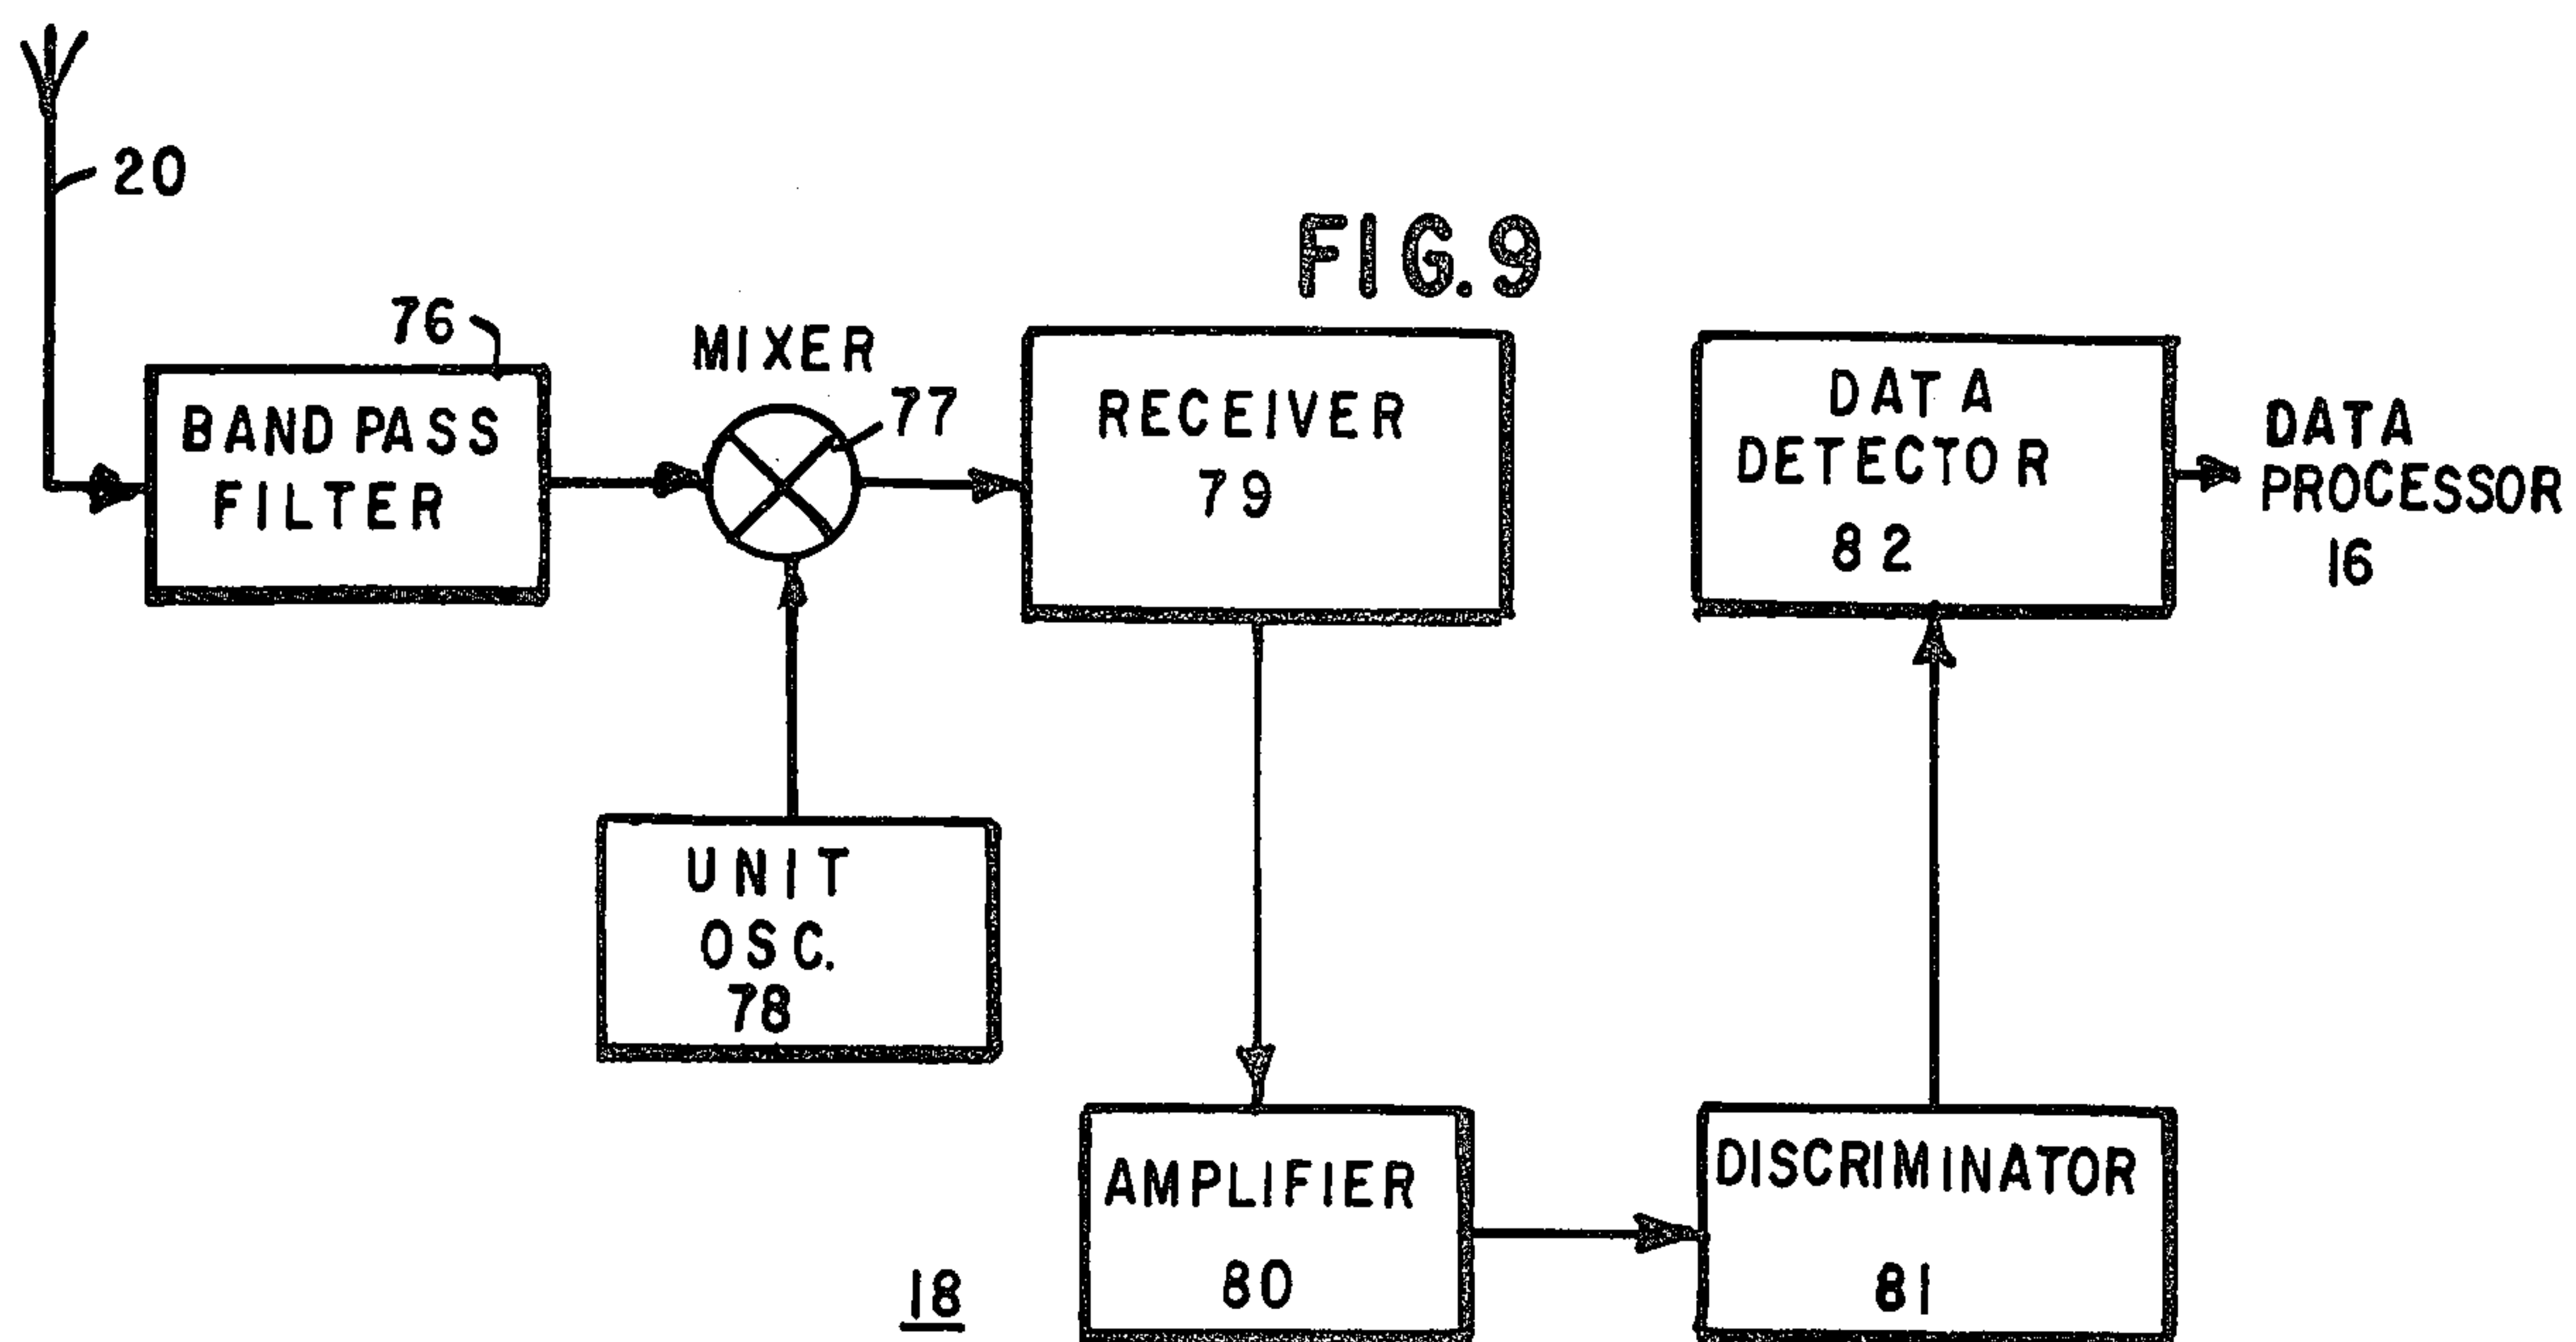 20
FIG. 9
76
BAND PASS
FILTER
MIXER
77
RECEIVER
79
DATA
DETECTOR
82
DATA
PROCESSOR
16
UNIT
OSC.
78
AMPLIFIER
80
DISCRIMINATOR
81
18